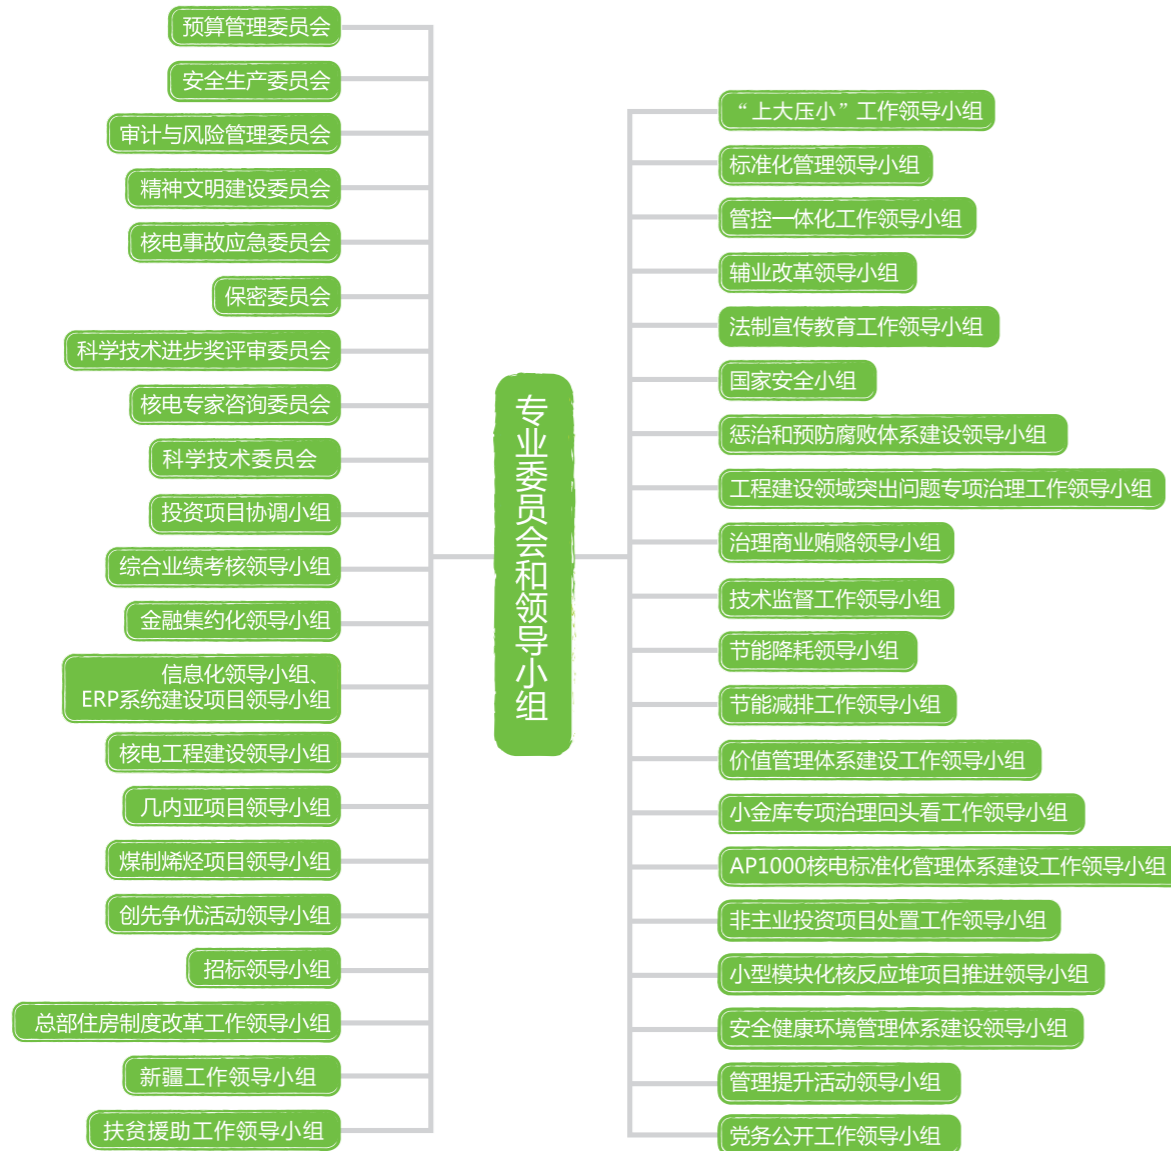 预算管理委员会
安全生产委员会
审计与风险管理委员会
精神文明建设委员会
核电事故应急委员会
保密委员会
科学技术进步奖评审委员会
核电专家咨询委员会
科学技术委员会
投资项目协调小组
综合业绩考核领导小组
金融集约化领导小组
信息化领导小组、
ERP系统建设项目领导小组
核电工程建设领导小组
几内亚项目领导小组
煤制烯烃项目领导小组
创先争优活动领导小组
招标领导小组
总部住房制度改革工作领导小组
新疆工作领导小组
扶贫援助工作领导小组
专业委员会和领导小组
“上大压小”工作领导小组
标准化管理领导小组
管控一体化工作领导小组
辅业改革领导小组
法制宣传教育工作领导小组
国家安全小组
惩治和预防腐败体系建设领导小组
工程建设领域突出问题专项治理工作领导小组
治理商业贿赂领导小组
技术监督工作领导小组
节能降耗领导小组
节能减排工作领导小组
价值管理体系建设工作领导小组
小金库专项治理回头看工作领导小组
AP1000核电标准化管理体系建设工作领导小组
非主业投资项目处置工作领导小组
小型模块化核反应堆项目推进领导小组
安全健康环境管理体系建设领导小组
管理提升活动领导小组
党务公开工作领导小组